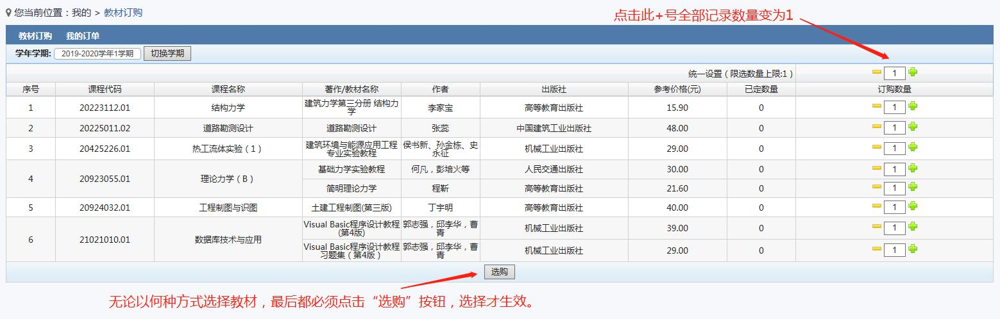 您当前位置：我的 > 教材订购
点击此+号全部记录数量变为1
教材订购 我的订单
学年学期: 2019-2020学年1学期 切换学期
统一设置（限选数量上限:1） 1
序号 课程代码 课程名称 著作/教材名称 作者 出版社 参考价格(元) 已定数量 订购数量
1 20223112.01 结构力学 建筑力学第三分册 结构力学 李家宝 高等教育出版社 15.90 0 1
2 20225011.02 道路勘测设计 道路勘测设计 张蕊 中国建筑工业出版社 48.00 0 1
3 20425226.01 热工流体实验（1） 建筑环境与能源应用工程专业实验教程 侯书新、孙金栋、史永征 机械工业出版社 29.00 0 1
4 20923055.01 理论力学（B） 基础力学实验教程 何凡，彭培火等 人民交通出版社 30.00 0 1
简明理论力学 程靳 高等教育出版社 21.60 0 1
5 20924032.01 工程制图与识图 土建工程制图(第三版) 丁宇明 高等教育出版社 40.00 0 1
6 21021010.01 数据库技术与应用 Visual Basic程序设计教程(第4版) 郭志强，邱李华，曹青 机械工业出版社 39.00 0 1
Visual Basic程序设计教程习题集（第4版） 郭志强，邱李华，曹青 机械工业出版社 29.00 0 1
选购
无论以何种方式选择教材，最后都必须点击“选购”按钮，选择才生效。